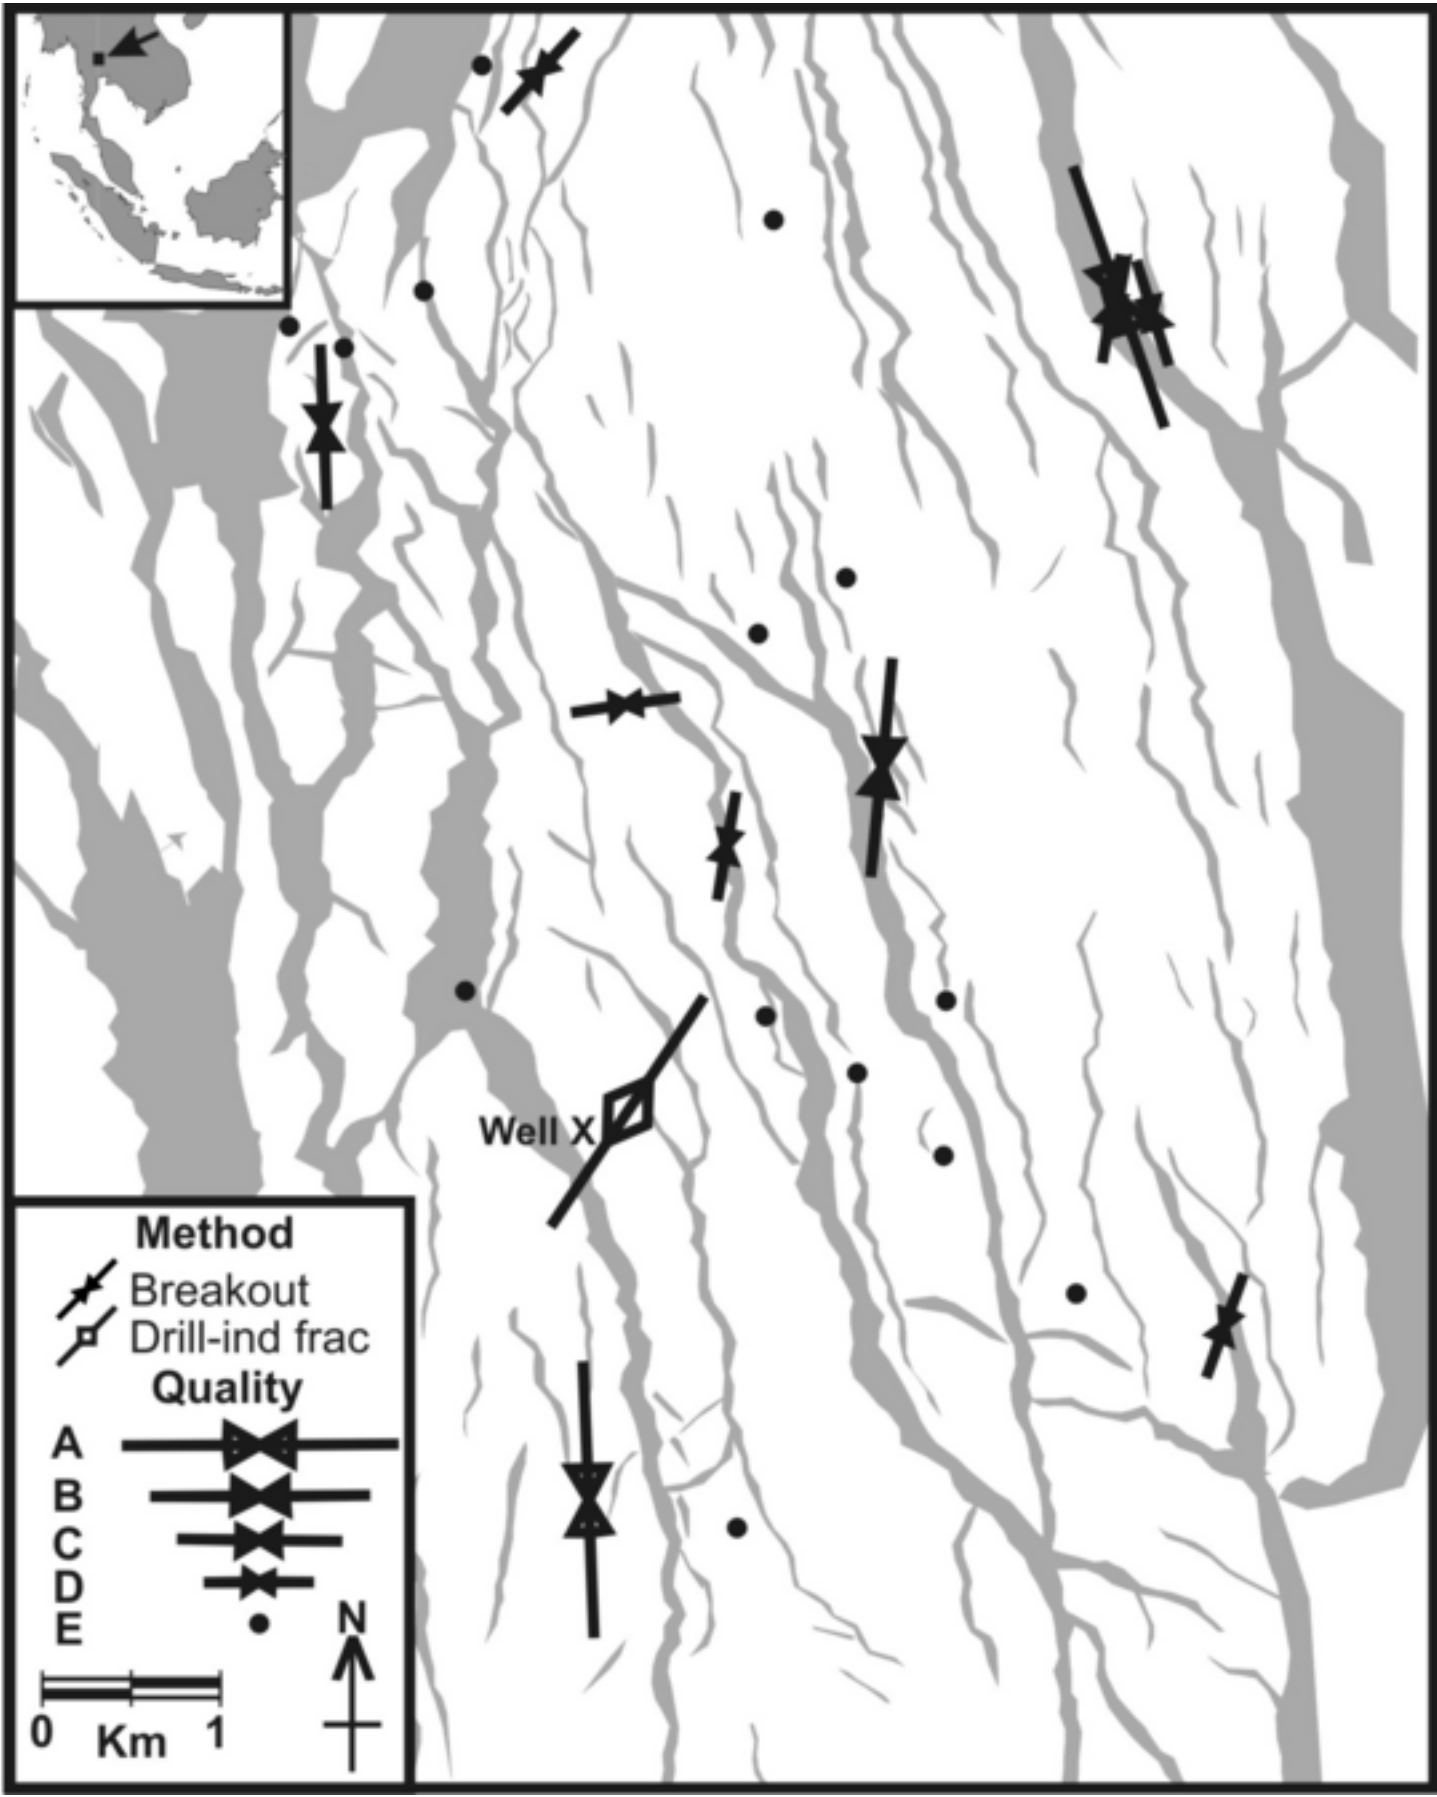 Well X
Method
Breakout
Drill-ind frac
Quality
A
B
C
D
E
N
0 Km 1